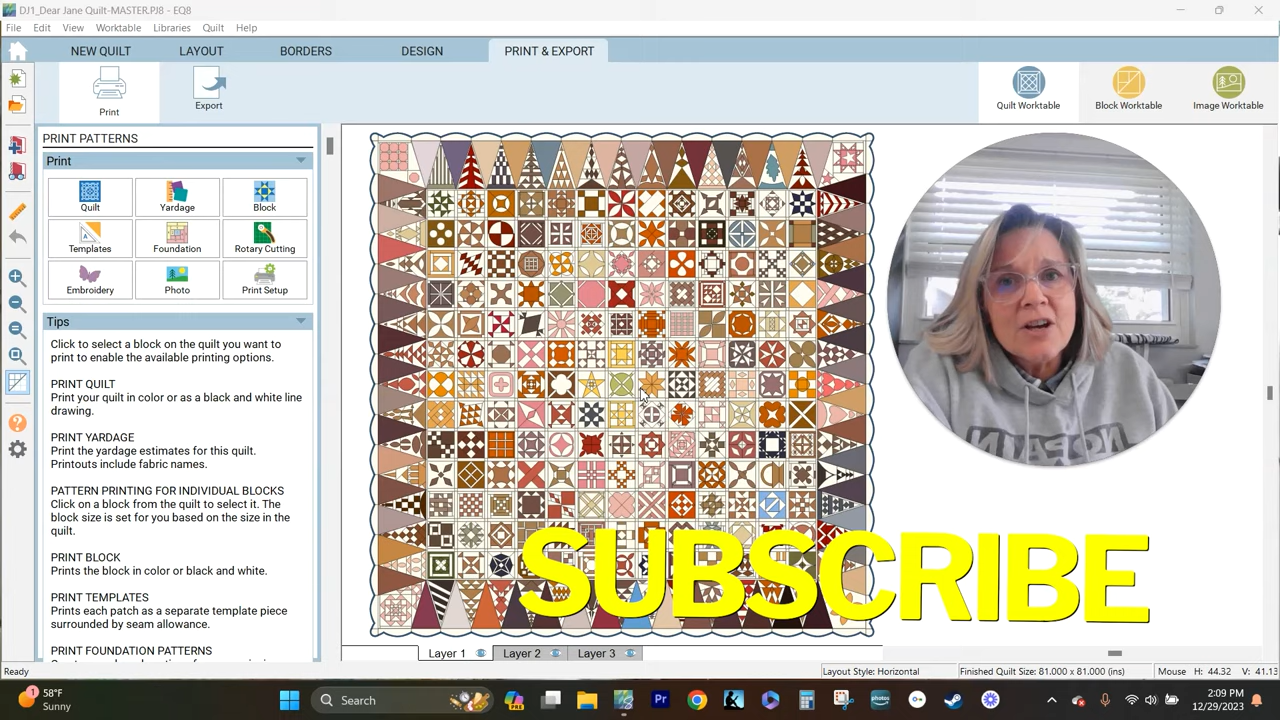 DJ1_Dear Jane Quilt-MASTER.PJ8 - EQ8
File Edit View Worktable Libraries Quilt Help
NEW QUILT LAYOUT BORDERS DESIGN PRINT & EXPORT
Print Export Quilt Worktable Block Worktable Image Worktable
PRINT PATTERNS
Print
Quilt Yardage Block
Templates Foundation Rotary Cutting
Embroidery Photo Print Setup
Tips
Click to select a block on the quilt you want to
print to enable the available printing options.
PRINT QUILT
Print your quilt in color or as a black and white line
drawing.
PRINT YARDAGE
Print the yardage estimates for this quilt.
Printouts include fabric names.
PATTERN PRINTING FOR INDIVIDUAL BLOCKS
Click on a block from the quilt to select it. The
block size is set for you based on the size in the
quilt.
PRINT BLOCK
Prints the block in color or black and white.
PRINT TEMPLATES
Prints each patch as a separate template piece
surrounded by seam allowance.
PRINT FOUNDATION PATTERNS
SUBSCRIBE
Layer 1 Layer 2 Layer 3
Ready Layout Style: Horizontal Finished Quilt Size: 81.000 x 81.000 (ins) Mouse H: 44.32 V: 41.13
1 58°F
Sunny
Search
PRE
Pr
photos
2:09 PM
12/29/2023